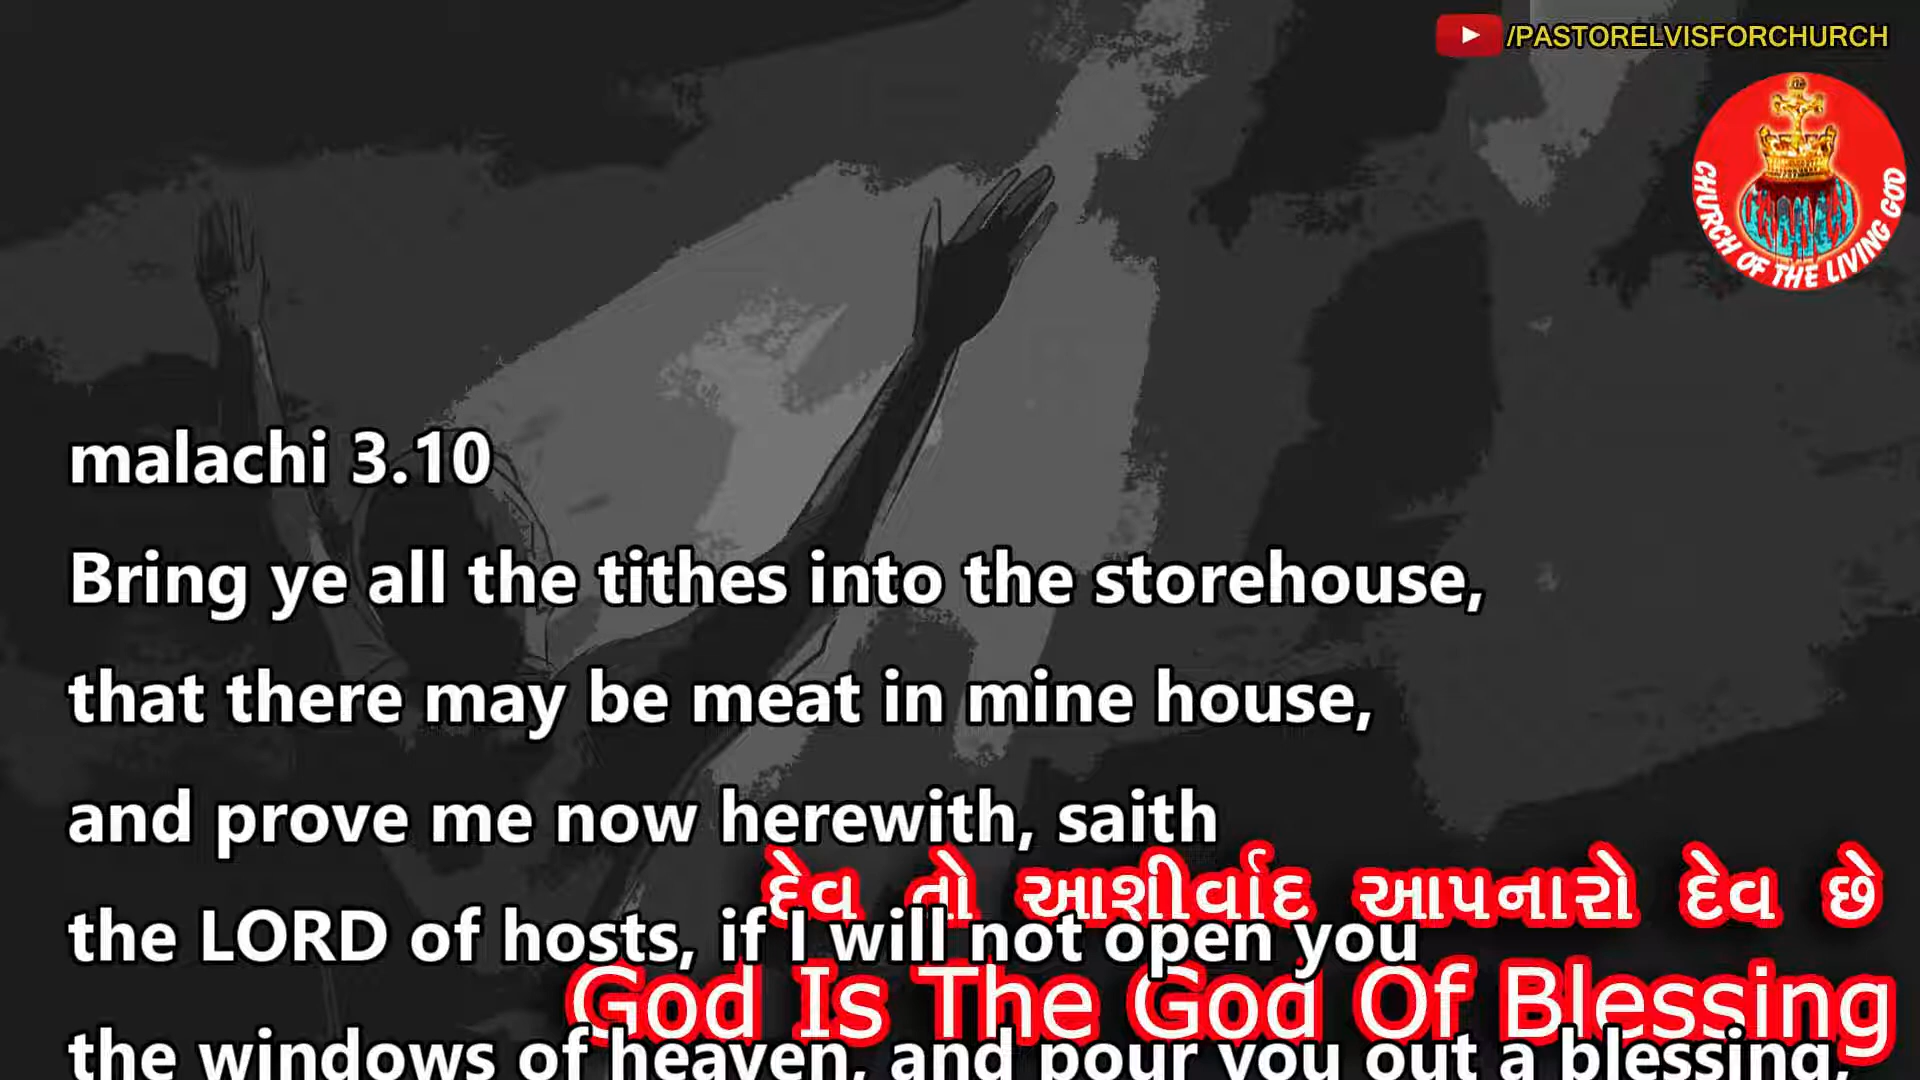 /PASTORELVISFORCHURCH
CHURCH OF THE LIVING GOD
malachi 3.10
Bring ye all the tithes into the storehouse,
that there may be meat in mine house,
and prove me now herewith, saith
દેવ તો આશીર્વાદ આપનારો દેવ છે
the LORD of hosts, if I will not open you
God Is The God Of Blessing
the windows of heaven, and pour you out a blessing,